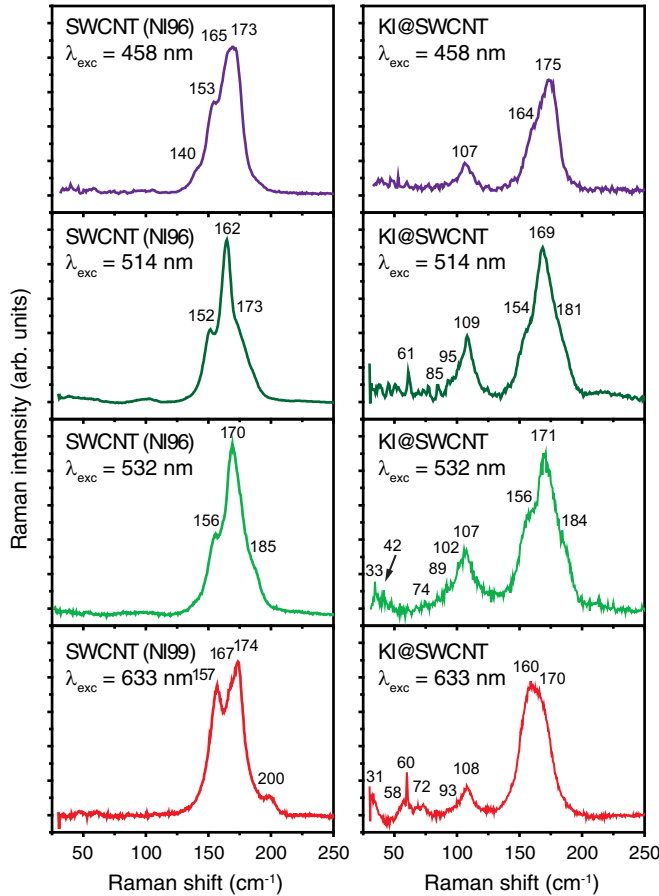 SWCNT (NI96)
λexc = 458 nm
140
153
165
173
KI@SWCNT
λexc = 458 nm
107
164
175
SWCNT (NI96)
λexc = 514 nm
152
162
173
KI@SWCNT
λexc = 514 nm
61
85
95
109
154
169
181
SWCNT (NI96)
λexc = 532 nm
156
170
185
KI@SWCNT
λexc = 532 nm
33
42
74
89
102
107
156
171
184
SWCNT (NI99)
λexc = 633 nm
157
167
174
200
KI@SWCNT
λexc = 633 nm
31
58
60
72
93
108
160
170
Raman intensity (arb. units)
50 100 150 200 250
50 100 150 200 250
Raman shift (cm⁻¹)
Raman shift (cm⁻¹)